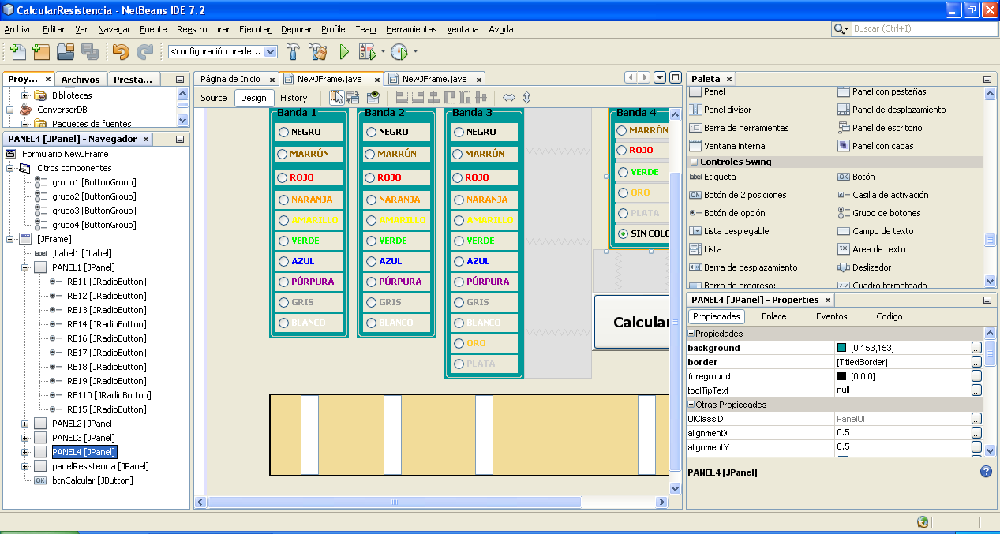 CalcularResistencia - NetBeans IDE 7.2
Archivo Editar Ver Navegar Fuente Reestructurar Ejecutar Depurar Profile Team Herramientas Ventana Ayuda
Buscar (Ctrl+I)
<configuración prede...
Proy... × Archivos Presta...
Bibliotecas
ConversorDB
Paquetes de fuentes
PANEL4 [JPanel] - Navegador ×
Formulario NewJFrame
Otros componentes
grupo1 [ButtonGroup]
grupo2 [ButtonGroup]
grupo3 [ButtonGroup]
grupo4 [ButtonGroup]
[JFrame]
label jLabel1 [JLabel]
PANEL1 [JPanel]
RB11 [JRadioButton]
RB12 [JRadioButton]
RB13 [JRadioButton]
RB14 [JRadioButton]
RB16 [JRadioButton]
RB17 [JRadioButton]
RB18 [JRadioButton]
RB19 [JRadioButton]
RB110 [JRadioButton]
RB15 [JRadioButton]
PANEL2 [JPanel]
PANEL3 [JPanel]
PANEL4 [JPanel]
panelResistencia [JPanel]
OK btnCalcular [JButton]
Página de Inicio × NewJFrame.java × NewJFrame.java ×
Source Design History
Banda 1
NEGRO
MARRÓN
ROJO
NARANJA
AMARILLO
VERDE
AZUL
PÚRPURA
GRIS
BLANCO
Banda 2
NEGRO
MARRÓN
ROJO
NARANJA
AMARILLO
VERDE
AZUL
PÚRPURA
GRIS
BLANCO
Banda 3
NEGRO
MARRÓN
ROJO
NARANJA
AMARILLO
VERDE
AZUL
PÚRPURA
GRIS
BLANCO
ORO
PLATA
Banda 4
MARRÓN
ROJO
VERDE
ORO
PLATA
SIN COLO
Calcular
Paleta ×
Panel Panel con pestañas
Panel divisor Panel de desplazamiento
Barra de herramientas Panel de escritorio
Ventana interna Panel con capas
Controles Swing
label Etiqueta OK Botón
ON Botón de 2 posiciones Casilla de activación
Botón de opción Grupo de botones
Lista desplegable Campo de texto
Lista tx Área de texto
Barra de desplazamiento Deslizador
Barra de progreso: Cuadro formateado
PANEL4 [JPanel] - Properties ×
Propiedades Enlace Eventos Codigo
Propiedades
background [0,153,153] ...
border [TitledBorder] ...
foreground [0,0,0] ...
toolTipText null ...
Otras Propiedades
UIClassID PanelUI ...
alignmentX 0.5 ...
alignmentY 0.5 ...
PANEL4 [JPanel]